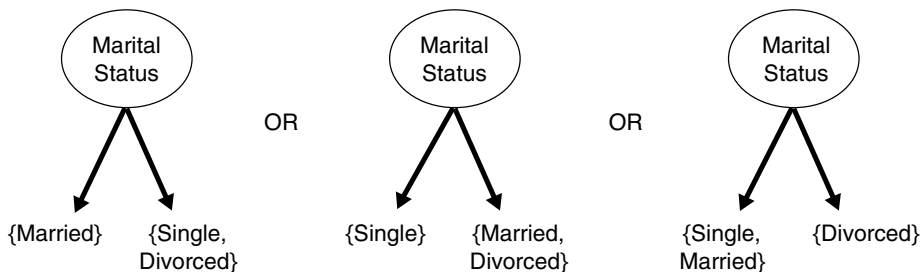 Marital
Status
OR
Marital
Status
OR
Marital
Status
{Married}
{Single,
Divorced}
{Single}
{Married,
Divorced}
{Single,
Married}
{Divorced}